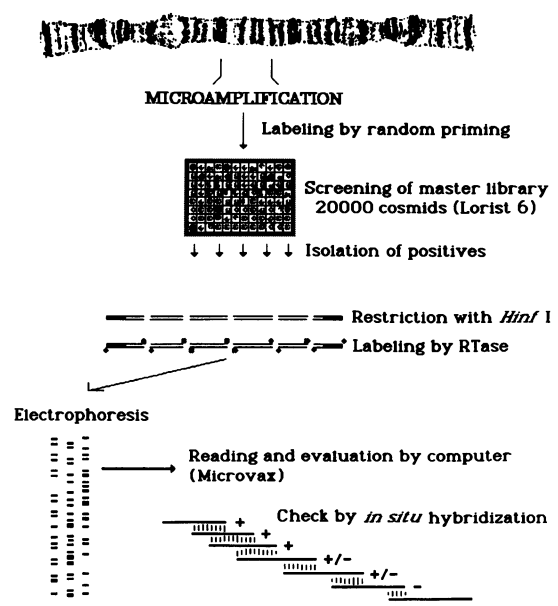 MICROAMPLIFICATION
Labeling by random priming
Screening of master library
20000 cosmids (Lorist 6)
Isolation of positives
Restriction with Hinf I
Labeling by RTase
Electrophoresis
Reading and evaluation by computer
(Microvax)
Check by in situ hybridization
+
+
+
+/-
+/-
-